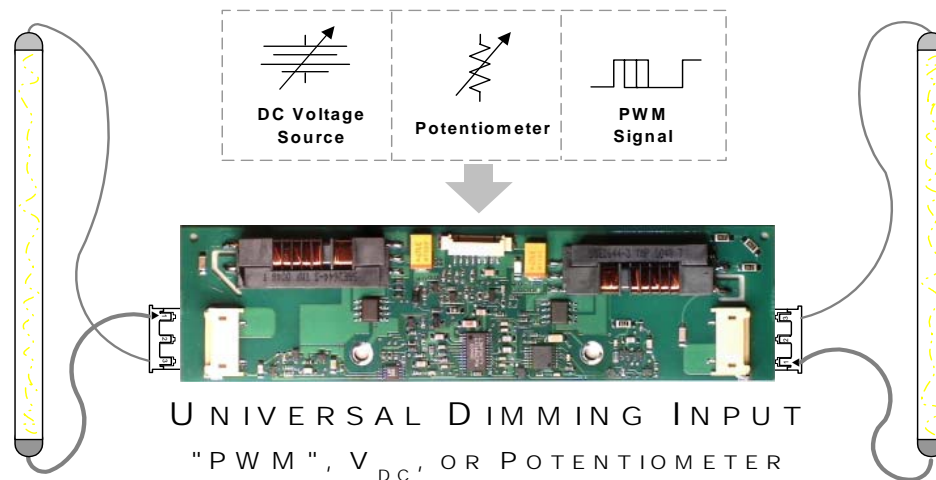 DC Voltage
Source
Potentiometer
PWM
Signal
UNIVERSAL DIMMING INPUT
"PWM", VDC, OR POTENTIOMETER